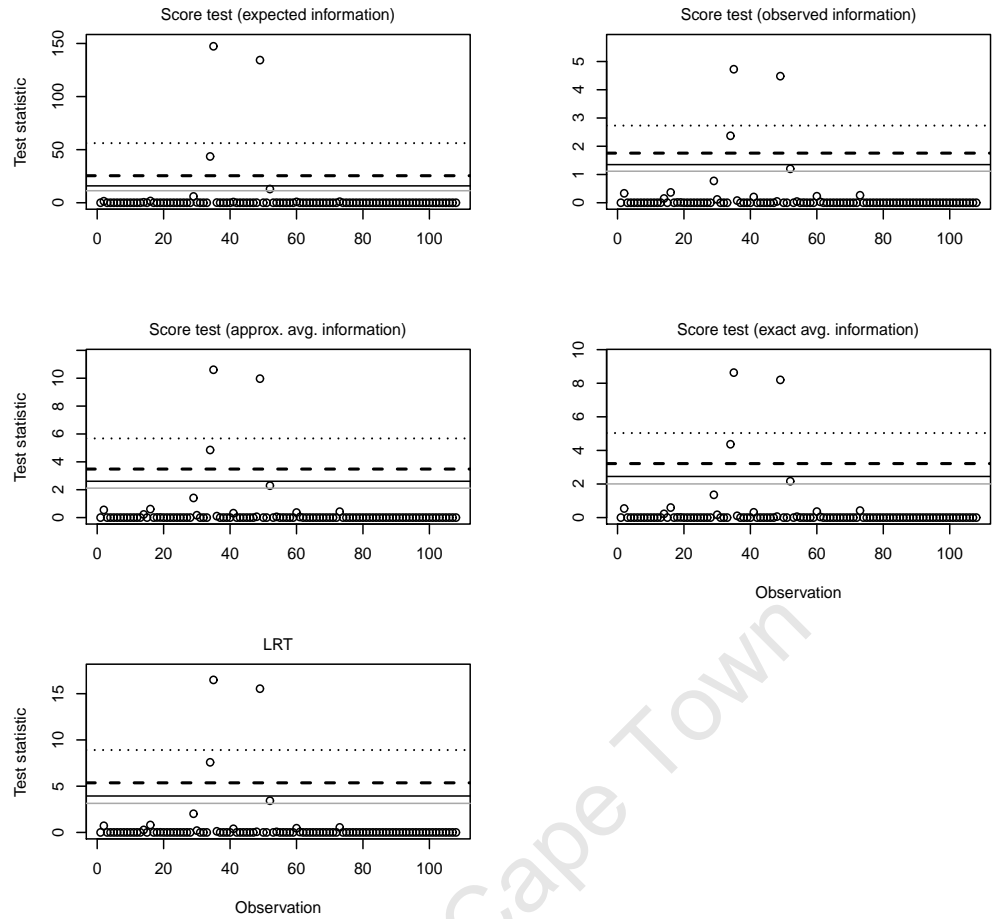 Score test (expected information)
Test statistic
0 50 100 150
0 20 40 60 80 100
Score test (observed information)
0 1 2 3 4 5
0 20 40 60 80 100
Score test (approx. avg. information)
Test statistic
0 2 4 6 8 10
0 20 40 60 80 100
Score test (exact avg. information)
0 2 4 6 8 10
0 20 40 60 80 100
Observation
LRT
Test statistic
0 5 10 15
0 20 40 60 80 100
Observation
Cape Town